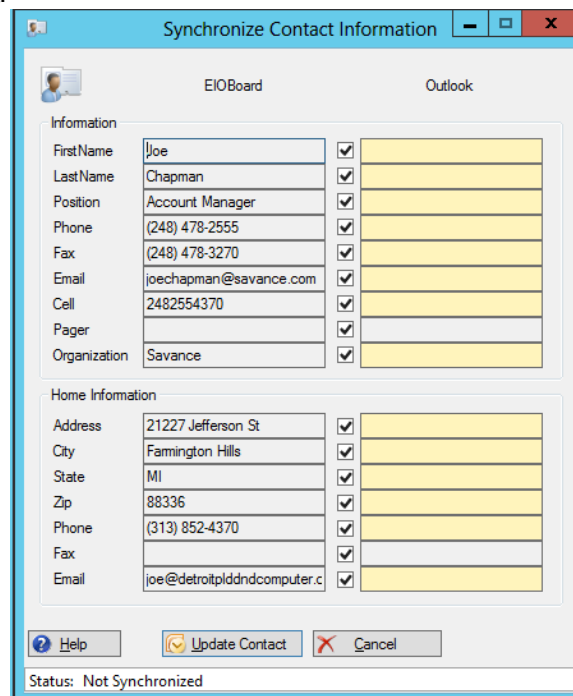 Synchronize Contact Information
EIOBoard Outlook
Information
FirstName Joe
LastName Chapman
Position Account Manager
Phone (248) 478-2555
Fax (248) 478-3270
Email joechapman@savance.com
Cell 2482554370
Pager
Organization Savance
Home Information
Address 21227 Jefferson St
City Farmington Hills
State MI
Zip 88336
Phone (313) 852-4370
Fax
Email joe@detroitplddndcomputer.c
Help Update Contact Cancel
Status: Not Synchronized